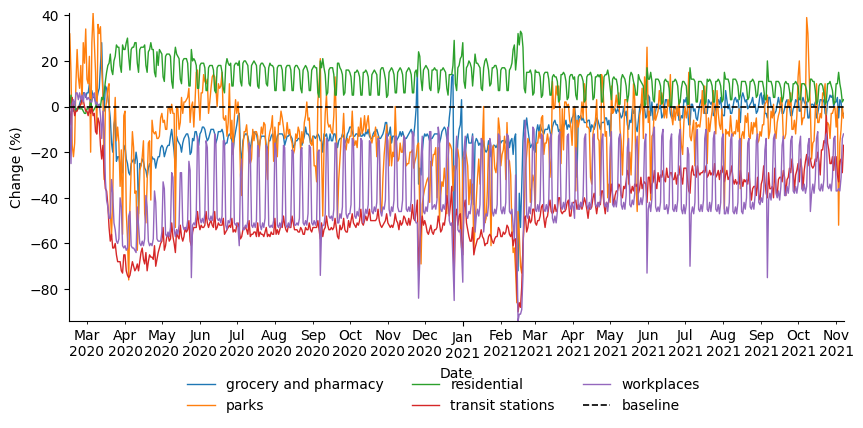 40
20
0
−20
−40
−60
−80
Change (%)
Mar Apr May Jun Jul Aug Sep Oct Nov Dec Jan Feb Mar Apr May Jun Jul Aug Sep Oct Nov
2020 2020 2020 2020 2020 2020 2020 2020 2020 2020 2021 2021 2021 2021 2021 2021 2021 2021 2021 2021 2021
Date
grocery and pharmacy residential workplaces
parks transit stations baseline